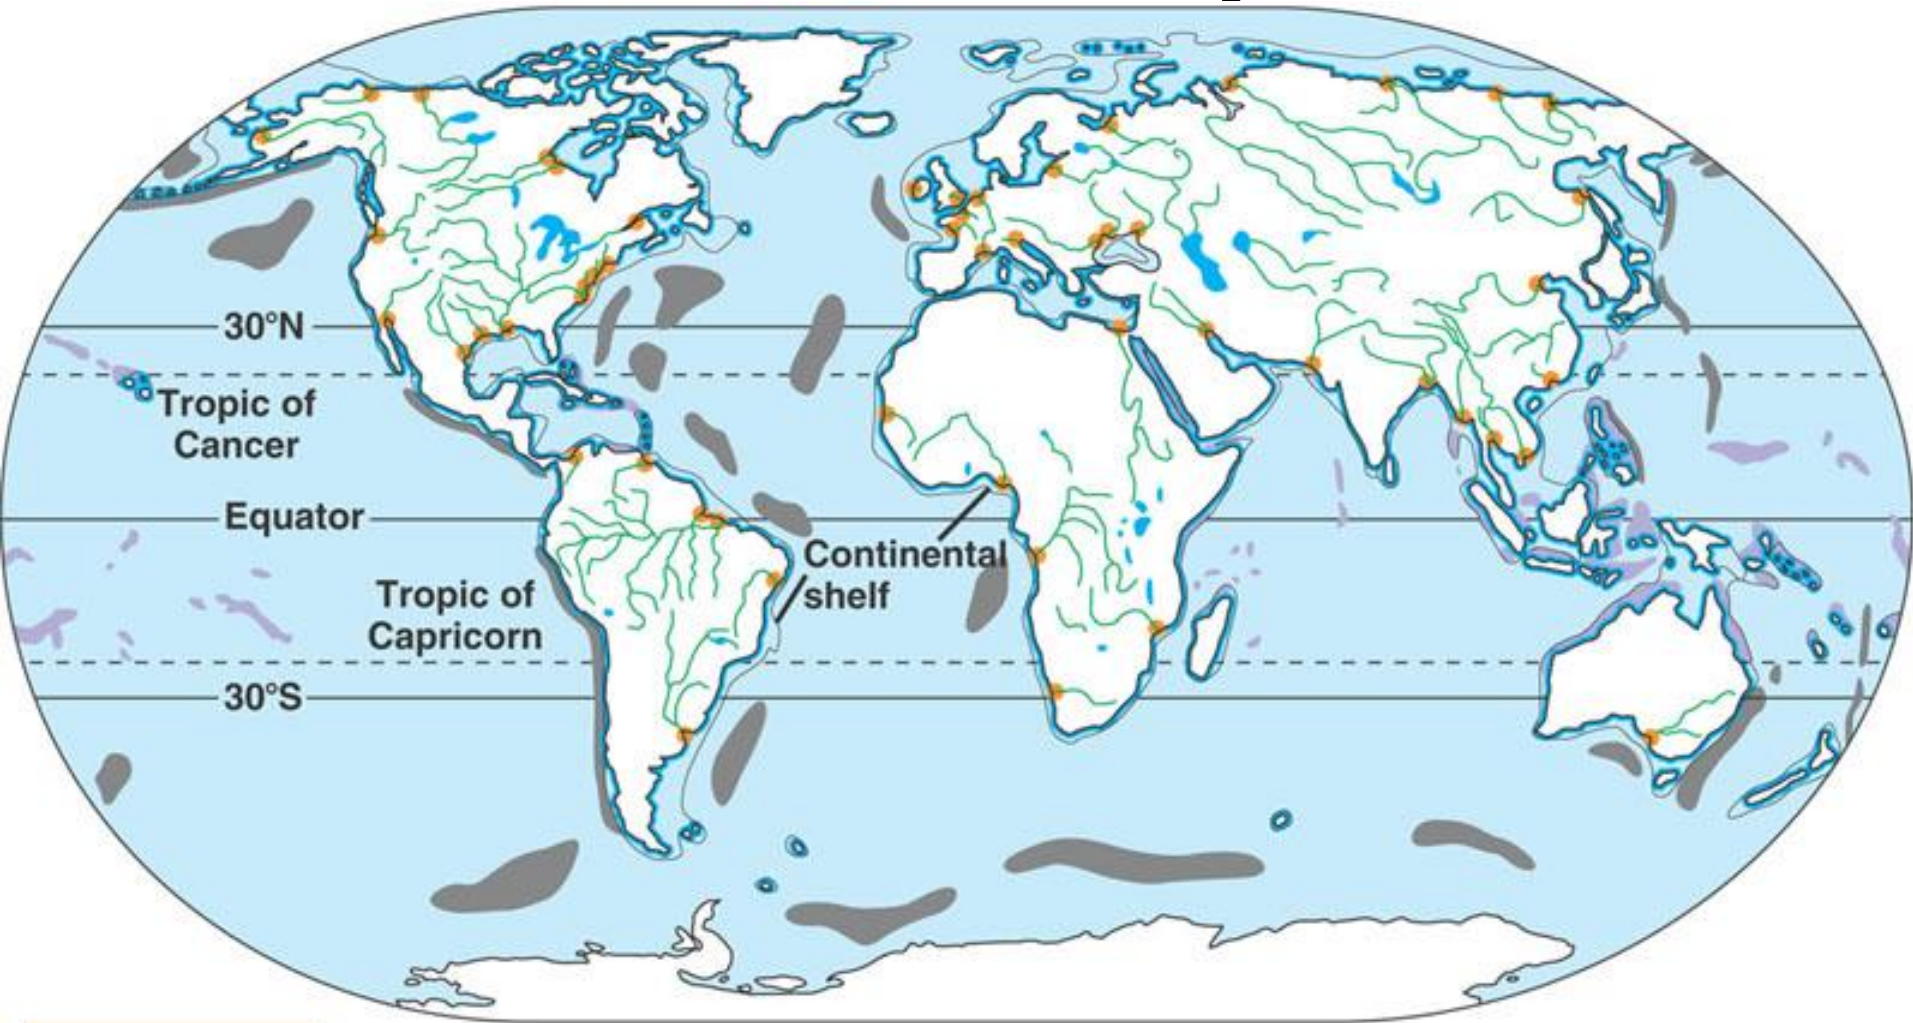 30°N
Tropic of
Cancer
Equator
Continental
shelf
Tropic of
Capricorn
30°S